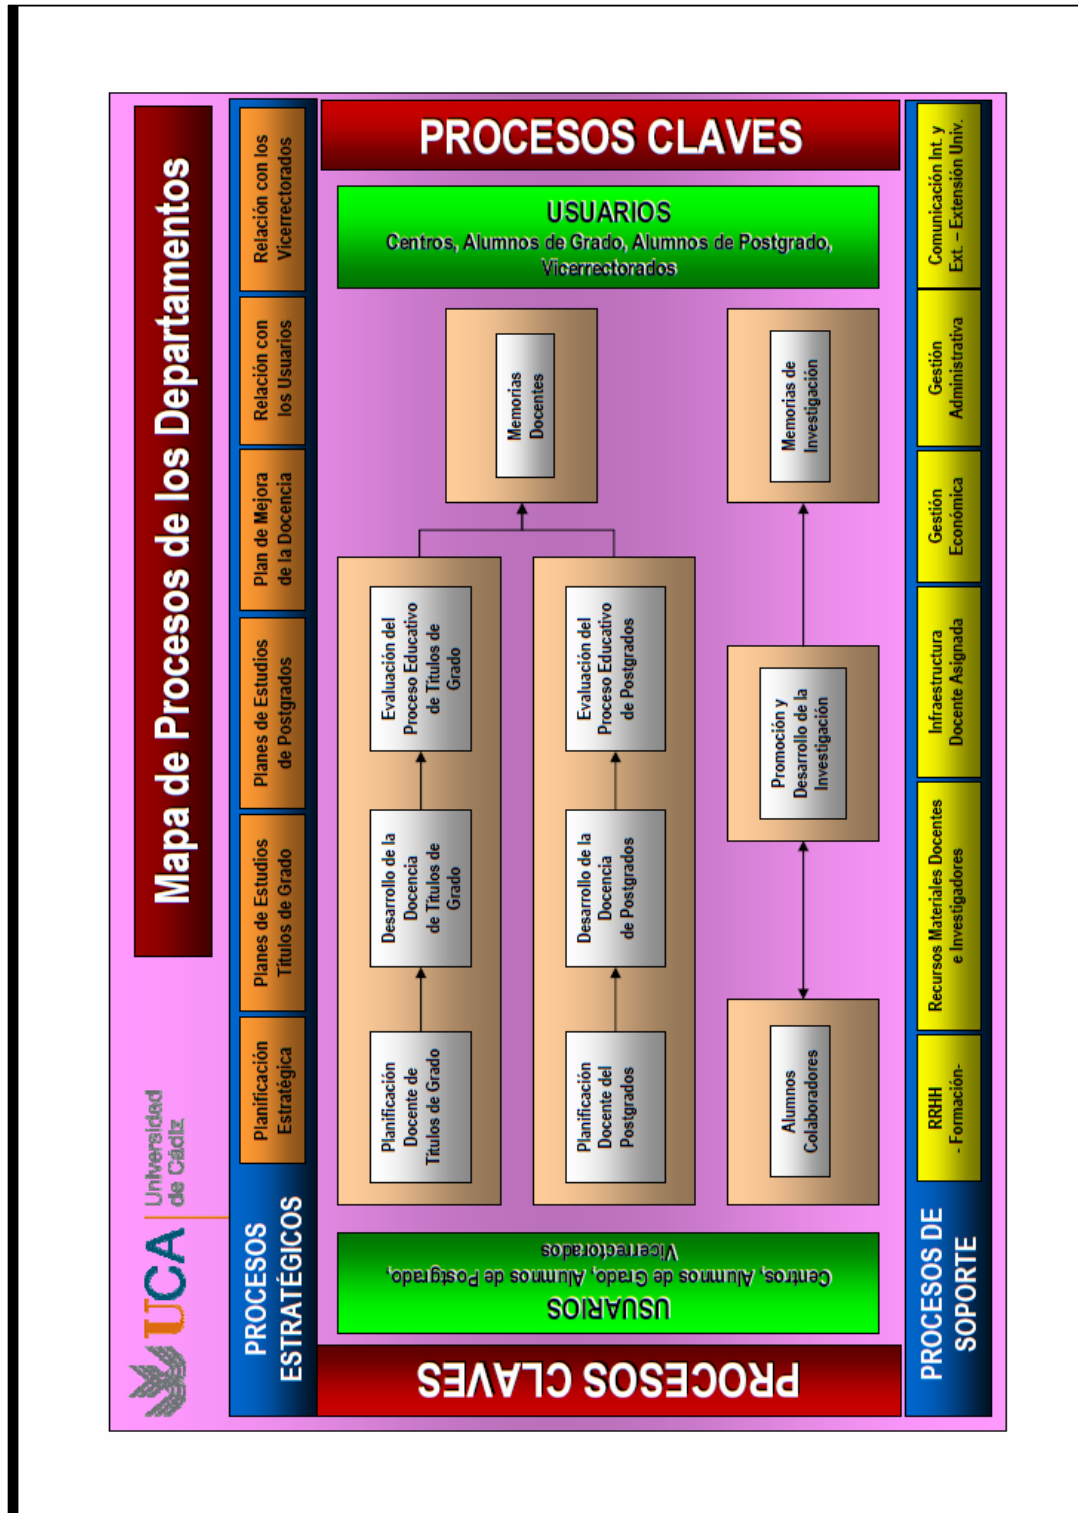 UCA
Universidad
de Cádiz
Mapa de Procesos de los Departamentos
PROCESOS
ESTRATÉGICOS
Planificación
Estratégica
Planes de Estudios
Títulos de Grado
Planes de Estudios
de Postgrados
Plan de Mejora
de la Docencia
Relación con
los Usuarios
Relación con los
Vicerrectorados
PROCESOS CLAVES
USUARIOS
Centros, Alumnos de Grado, Alumnos de Postgrado,
Vicerrectorados
Planificación
Docente de
Títulos de Grado
Desarrollo de la
Docencia
de Títulos de
Grado
Evaluación del
Proceso Educativo
de Títulos de
Grado
Planificación
Docente del
Postgrados
Desarrollo de la
Docencia
de Postgrados
Evaluación del
Proceso Educativo
de Postgrados
Memorias
Docentes
Alumnos
Colaboradores
Promoción y
Desarrollo de la
Investigación
Memorias de
Investigación
USUARIOS
Centros, Alumnos de Grado, Alumnos de Postgrado,
Vicerrectorados
PROCESOS CLAVES
PROCESOS DE
SOPORTE
RRHH
- Formación-
Recursos Materiales Docentes
e Investigadores
Infraestructura
Docente Asignada
Gestión
Económica
Gestión
Administrativa
Comunicación Int. y
Ext. – Extensión Univ.